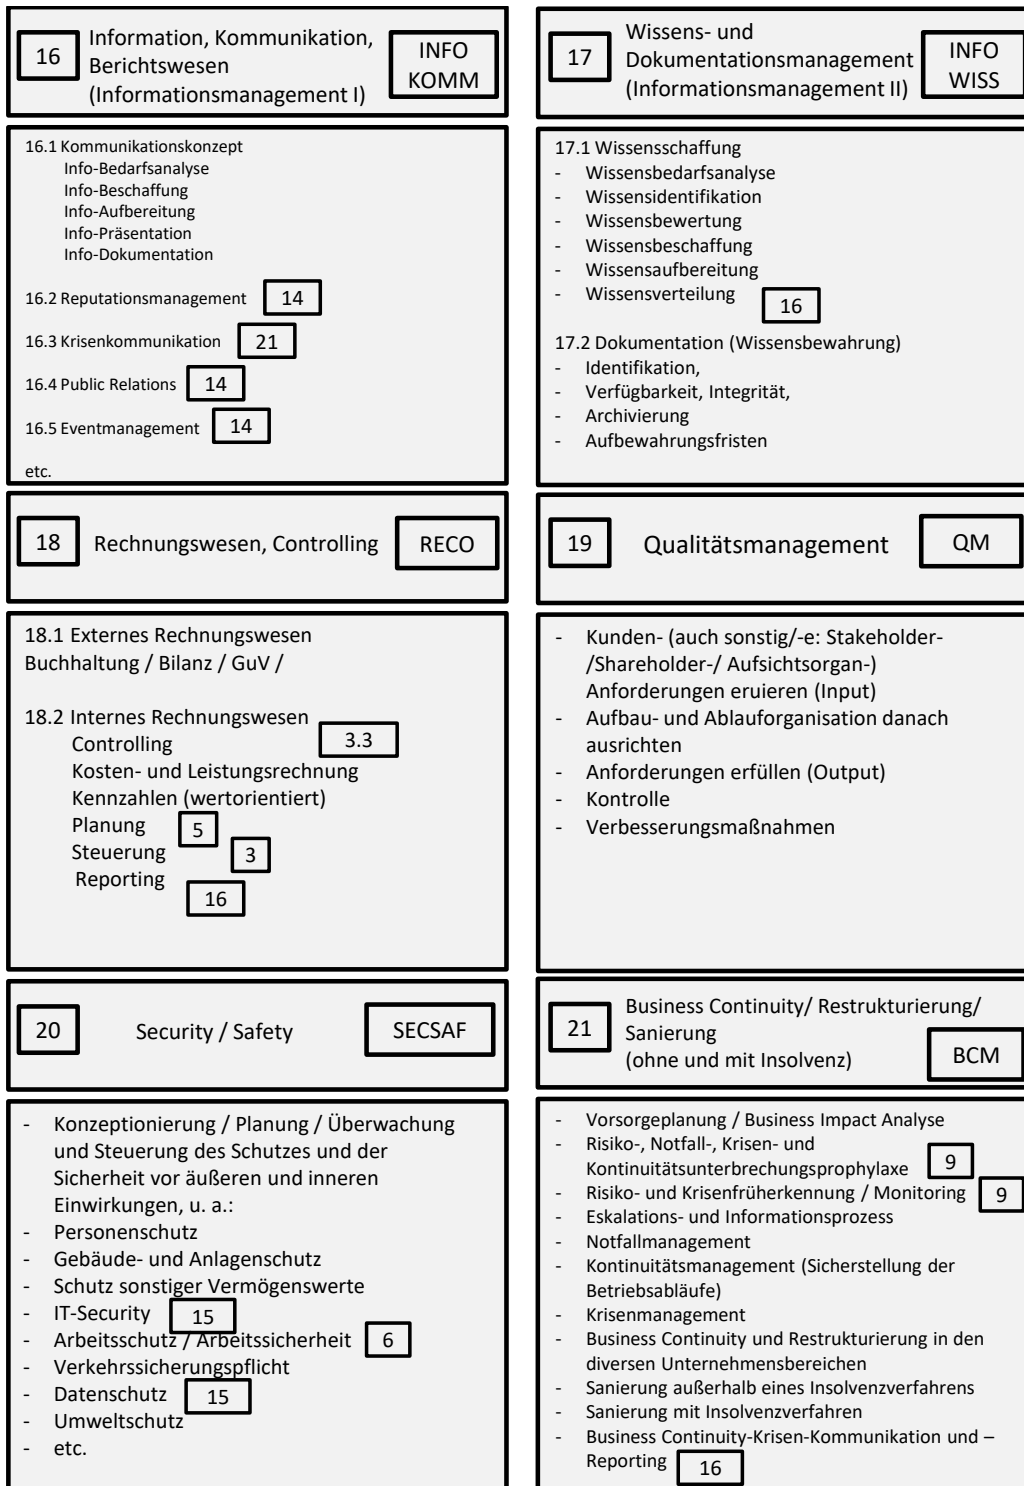 16
Information, Kommunikation,
Berichtswesen
(Informationsmanagement I)
INFO
KOMM
16.1 Kommunikationskonzept
Info-Bedarfsanalyse
Info-Beschaffung
Info-Aufbereitung
Info-Präsentation
Info-Dokumentation
16.2 Reputationsmanagement 14
16.3 Krisenkommunikation 21
16.4 Public Relations 14
16.5 Eventmanagement 14
etc.
17
Wissens- und
Dokumentationsmanagement
(Informationsmanagement II)
INFO
WISS
17.1 Wissensschaffung
- Wissensbedarfsanalyse
- Wissensidentifikation
- Wissensbewertung
- Wissensbeschaffung
- Wissensaufbereitung
- Wissensverteilung 16
17.2 Dokumentation (Wissensbewahrung)
- Identifikation,
- Verfügbarkeit, Integrität,
- Archivierung
- Aufbewahrungsfristen
18 Rechnungswesen, Controlling RECO
18.1 Externes Rechnungswesen
Buchhaltung / Bilanz / GuV /
18.2 Internes Rechnungswesen
Controlling 3.3
Kosten- und Leistungsrechnung
Kennzahlen (wertorientiert)
Planung 5
Steuerung 3
Reporting
16
19 Qualitätsmanagement QM
- Kunden- (auch sonstig/-e: Stakeholder-
/Shareholder-/ Aufsichtsorgan-)
Anforderungen eruieren (Input)
- Aufbau- und Ablauforganisation danach
ausrichten
- Anforderungen erfüllen (Output)
- Kontrolle
- Verbesserungsmaßnahmen
20 Security / Safety SECSAF
- Konzeptionierung / Planung / Überwachung
und Steuerung des Schutzes und der
Sicherheit vor äußeren und inneren
Einwirkungen, u. a.:
- Personenschutz
- Gebäude- und Anlagenschutz
- Schutz sonstiger Vermögenswerte
- IT-Security 15
- Arbeitsschutz / Arbeitssicherheit 6
- Verkehrssicherungspflicht
- Datenschutz 15
- Umweltschutz
- etc.
21
Business Continuity/ Restrukturierung/
Sanierung
(ohne und mit Insolvenz)
BCM
- Vorsorgeplanung / Business Impact Analyse
- Risiko-, Notfall-, Krisen- und
Kontinuitätsunterbrechungsprophylaxe 9
- Risiko- und Krisenfrüherkennung / Monitoring 9
- Eskalations- und Informationsprozess
- Notfallmanagement
- Kontinuitätsmanagement (Sicherstellung der
Betriebsabläufe)
- Krisenmanagement
- Business Continuity und Restrukturierung in den
diversen Unternehmensbereichen
- Sanierung außerhalb eines Insolvenzverfahrens
- Sanierung mit Insolvenzverfahren
- Business Continuity-Krisen-Kommunikation und –
Reporting 16